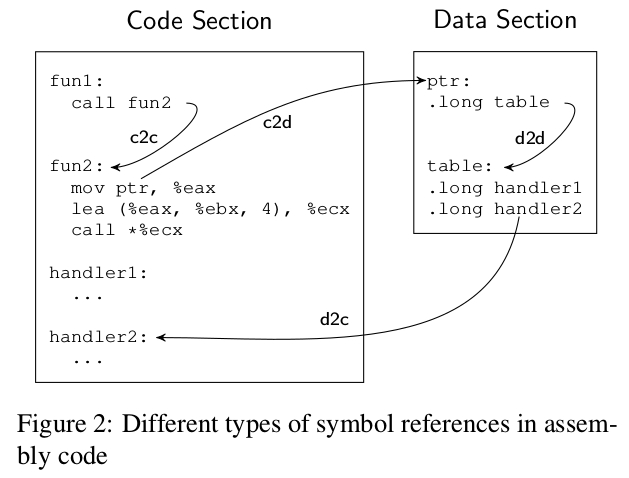 Code Section
fun1:
call fun2
c2c
fun2:
mov ptr, %eax
lea (%eax, %ebx, 4), %ecx
call *%ecx
handler1:
...
handler2:
...
c2d
Data Section
ptr:
.long table
d2d
table:
.long handler1
.long handler2
d2c
Figure 2: Different types of symbol references in assem-
bly code